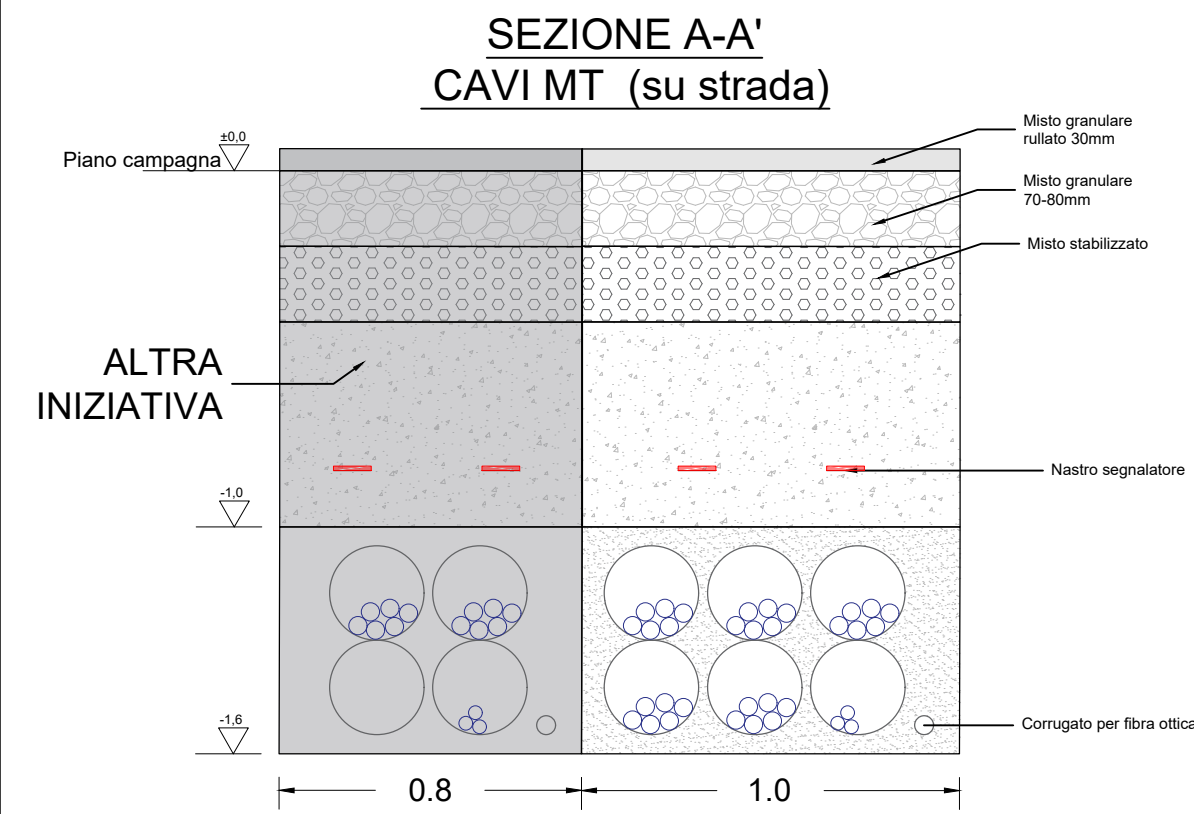 SEZIONE A-A'
CAVI MT (su strada)
Misto granulare
rullato 30mm
±0,0
Piano campagna
Misto granulare
70-80mm
Misto stabilizzato
ALTRA
INIZIATIVA
Nastro segnalatore
-1,0
-1,6
Corrugato per fibra ottica
0.8
1.0